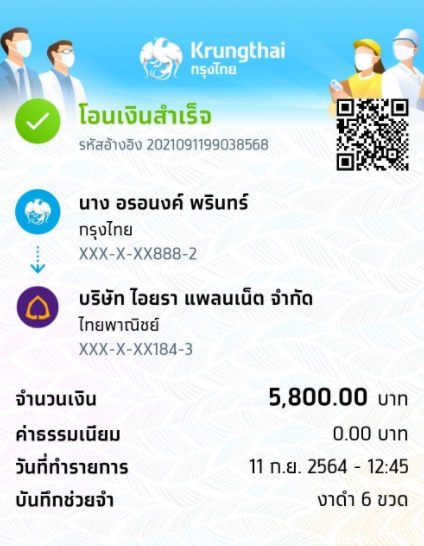 Krungthai
กรุงไทย
โอนเงินสำเร็จ
รหัสอ้างอิง 2021091199038568
นาง อรอนงค์ พรินทร์
กรุงไทย
XXX-X-XX888-2
บริษัท ไอยรา แพลนเน็ต จำกัด
ไทยพาณิชย์
XXX-X-XX184-3
จำนวนเงิน 5,800.00 บาท
ค่าธรรมเนียม 0.00 บาท
วันที่ทำรายการ 11 ก.ย. 2564 - 12:45
บันทึกช่วยจำ งาดำ 6 ขวด